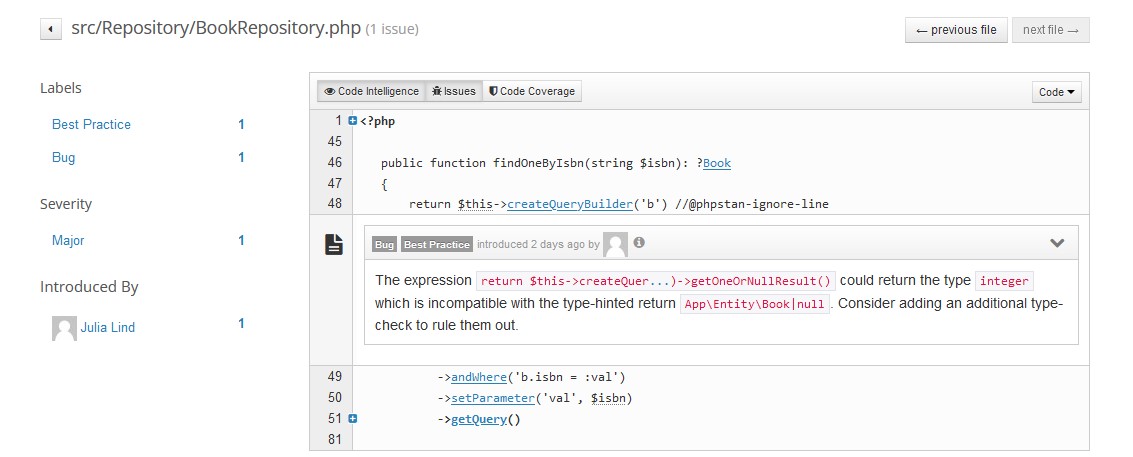 src/Repository/BookRepository.php (1 issue)
← previous file
next file →
Labels
Best Practice 1
Bug 1
Severity
Major 1
Introduced By
Julia Lind 1
Code Intelligence Issues Code Coverage
Code
1 <?php
45
46 public function findOneByIsbn(string $isbn): ?Book
47 {
48 return $this->createQueryBuilder('b') //@phpstan-ignore-line
Bug Best Practice introduced 2 days ago by
The expression return $this->createQuer...)->getOneOrNullResult() could return the type integer
which is incompatible with the type-hinted return App\Entity\Book|null . Consider adding an additional type-
check to rule them out.
49 ->andWhere('b.isbn = :val')
50 ->setParameter('val', $isbn)
51 ->getQuery()
81